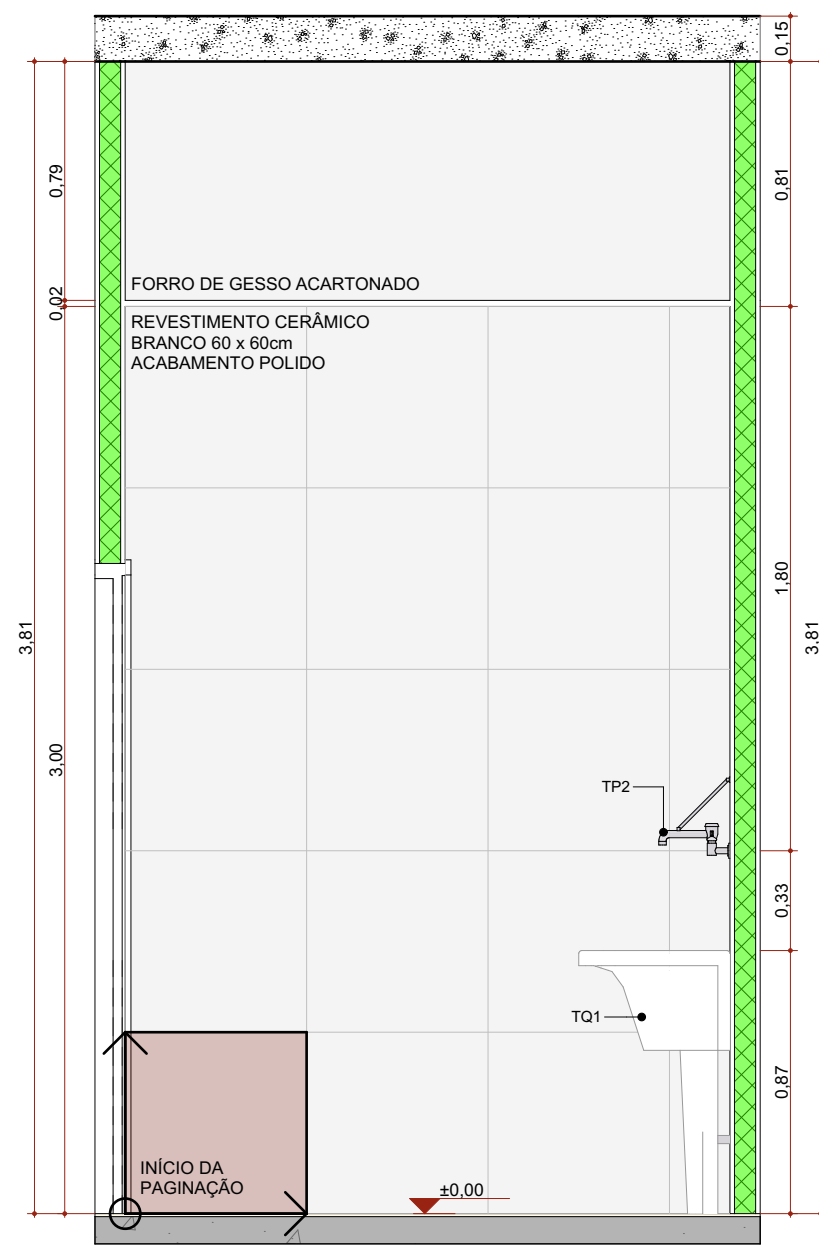 0,15
0,79
0,81
FORRO DE GESSO ACARTONADO
0,02
REVESTIMENTO CERÂMICO
BRANCO 60 x 60cm
ACABAMENTO POLIDO
1,80
3,81
3,81
3,00
TP2
0,33
TQ1
0,87
INÍCIO DA
PAGINAÇÃO
±0,00